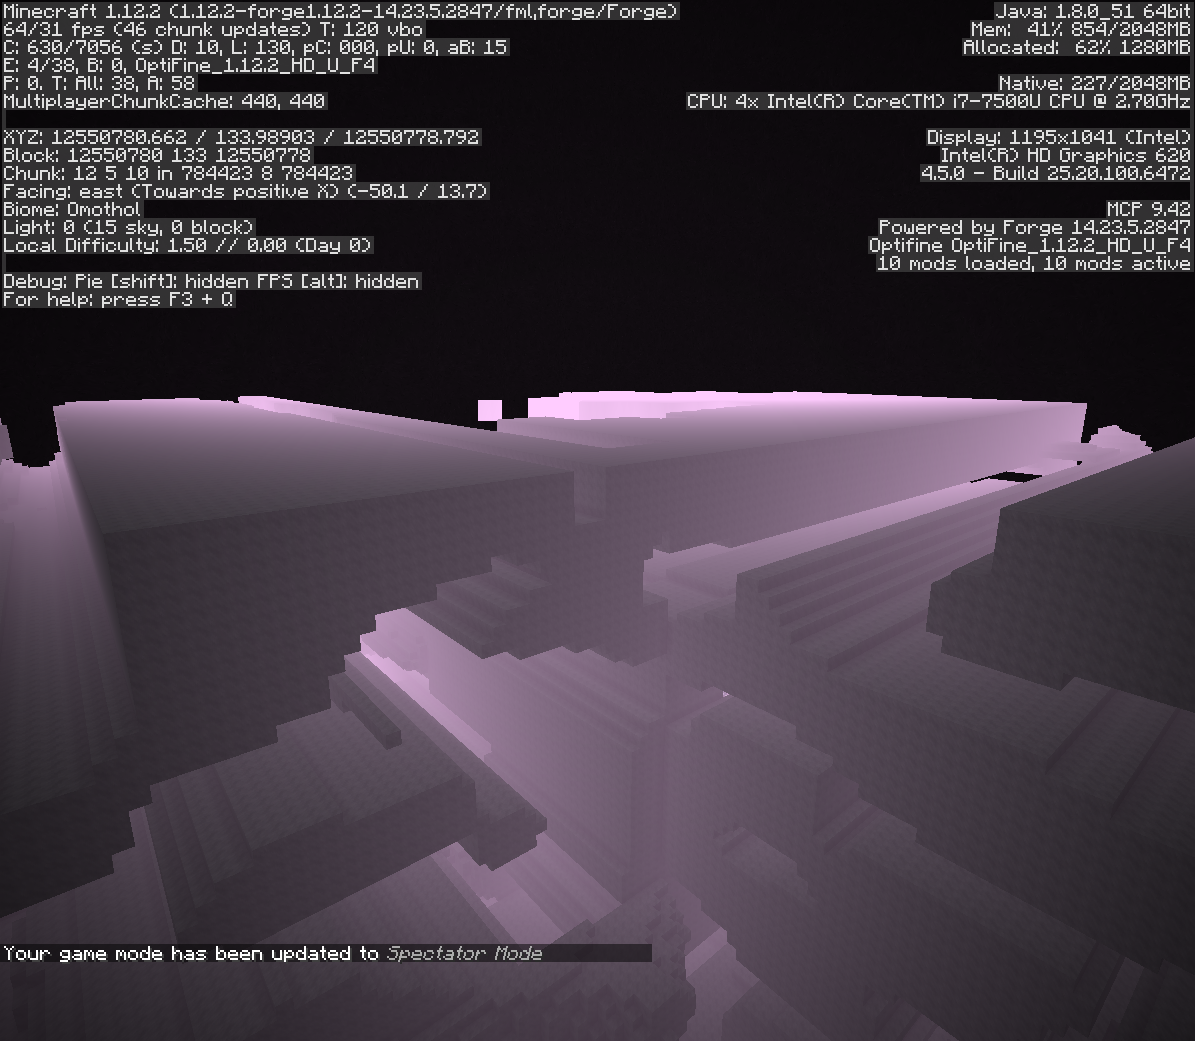 Minecraft 1.12.2 (1.12.2-forge1.12.2-14.23.5.2847/fml,forge/Forge)
64/31 fps (46 chunk updates) T: 120 vbo
C: 630/7056 (s) D: 10, L: 130, pC: 000, pU: 0, aB: 15
E: 4/38, B: 0, OptiFine_1.12.2_HD_U_F4
P: 0. T: All: 38, A: 58
MultiplayerChunkCache: 440, 440
XYZ: 12550780.662 / 133.98903 / 12550778.792
Block: 12550780 133 12550778
Chunk: 12 5 10 in 784423 8 784423
Facing: east (Towards positive X) (-50.1 / 13.7)
Biome: Omothol
Light: 0 (15 sky, 0 block)
Local Difficulty: 1.50 // 0.00 (Day 0)
Debug: Pie [shift]: hidden FPS [alt]: hidden
For help: press F3 + Q
Java: 1.8.0_51 64bit
Mem: 41% 854/2048MB
Allocated: 62% 1280MB
Native: 227/2048MB
CPU: 4x Intel(R) Core(TM) i7-7500U CPU @ 2.70GHz
Display: 1195x1041 (Intel)
Intel(R) HD Graphics 620
4.5.0 - Build 25.20.100.6472
MCP 9.42
Powered by Forge 14.23.5.2847
Optifine OptiFine_1.12.2_HD_U_F4
10 mods loaded, 10 mods active
Your game mode has been updated to Spectator Mode